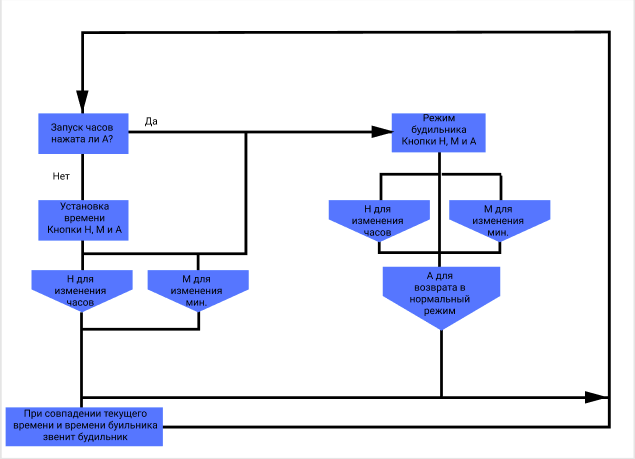 Запуск часов
нажата ли А?
Да
Режим
будильника
Кнопки Н, М и А
Нет
Установка
времени
Кнопки Н, М и А
Н для
изменения
часов
М для
изменения
мин.
Н для
изменения
часов
М для
изменения
мин.
А для
возврата в
нормальный
режим
При совпадении текущего
времени и времени буильника
звенит будильник